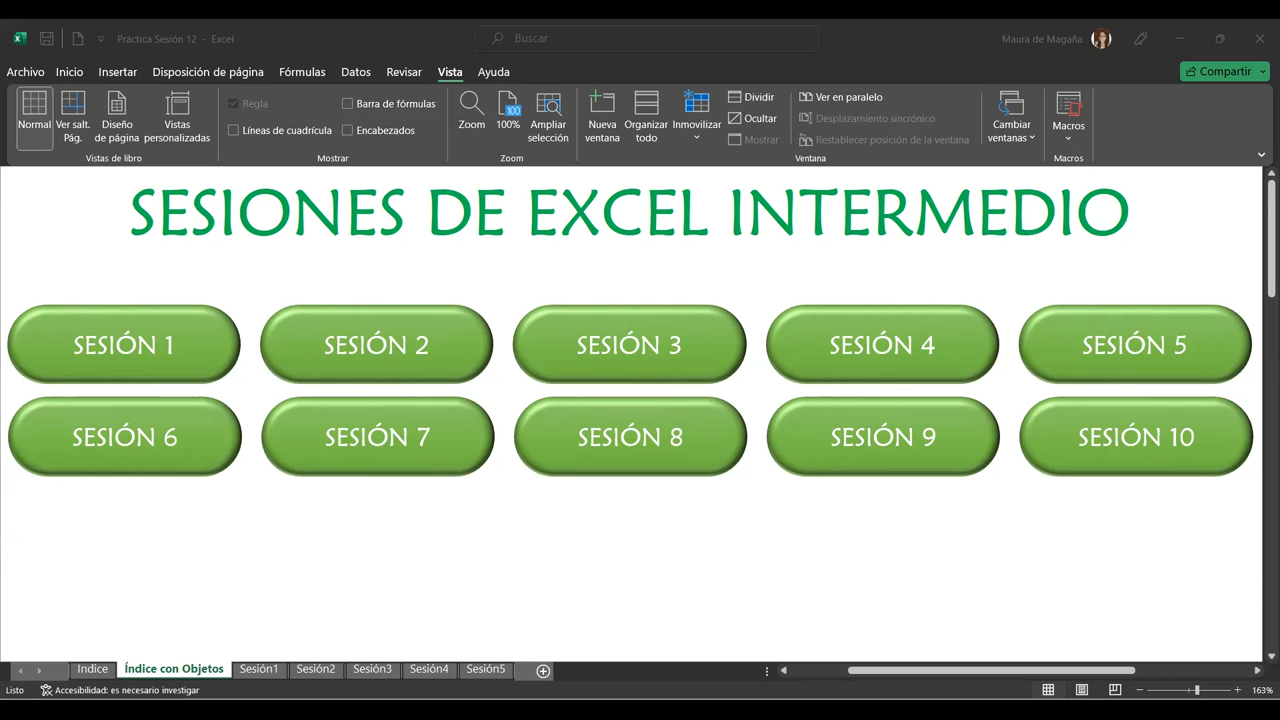 Práctica Sesión 12 - Excel
Buscar
Maura de Magaña
Archivo Inicio Insertar Disposición de página Fórmulas Datos Revisar Vista Ayuda
Compartir
Normal
Ver salt. Pág.
Diseño de página
Vistas personalizadas
Vistas de libro
Regla
Barra de fórmulas
Líneas de cuadrícula
Encabezados
Mostrar
Zoom
100
100%
Ampliar selección
Zoom
Nueva ventana
Organizar todo
Inmovilizar
Dividir
Ocultar
Mostrar
Ver en paralelo
Desplazamiento sincrónico
Restablecer posición de la ventana
Cambiar ventanas
Ventana
Macros
Macros
SESIONES DE EXCEL INTERMEDIO
SESIÓN 1 SESIÓN 2 SESIÓN 3 SESIÓN 4 SESIÓN 5
SESIÓN 6 SESIÓN 7 SESIÓN 8 SESIÓN 9 SESIÓN 10
Indice Índice con Objetos Sesión1 Sesión2 Sesión3 Sesión4 Sesión5
Listo Accesibilidad: es necesario investigar 163%